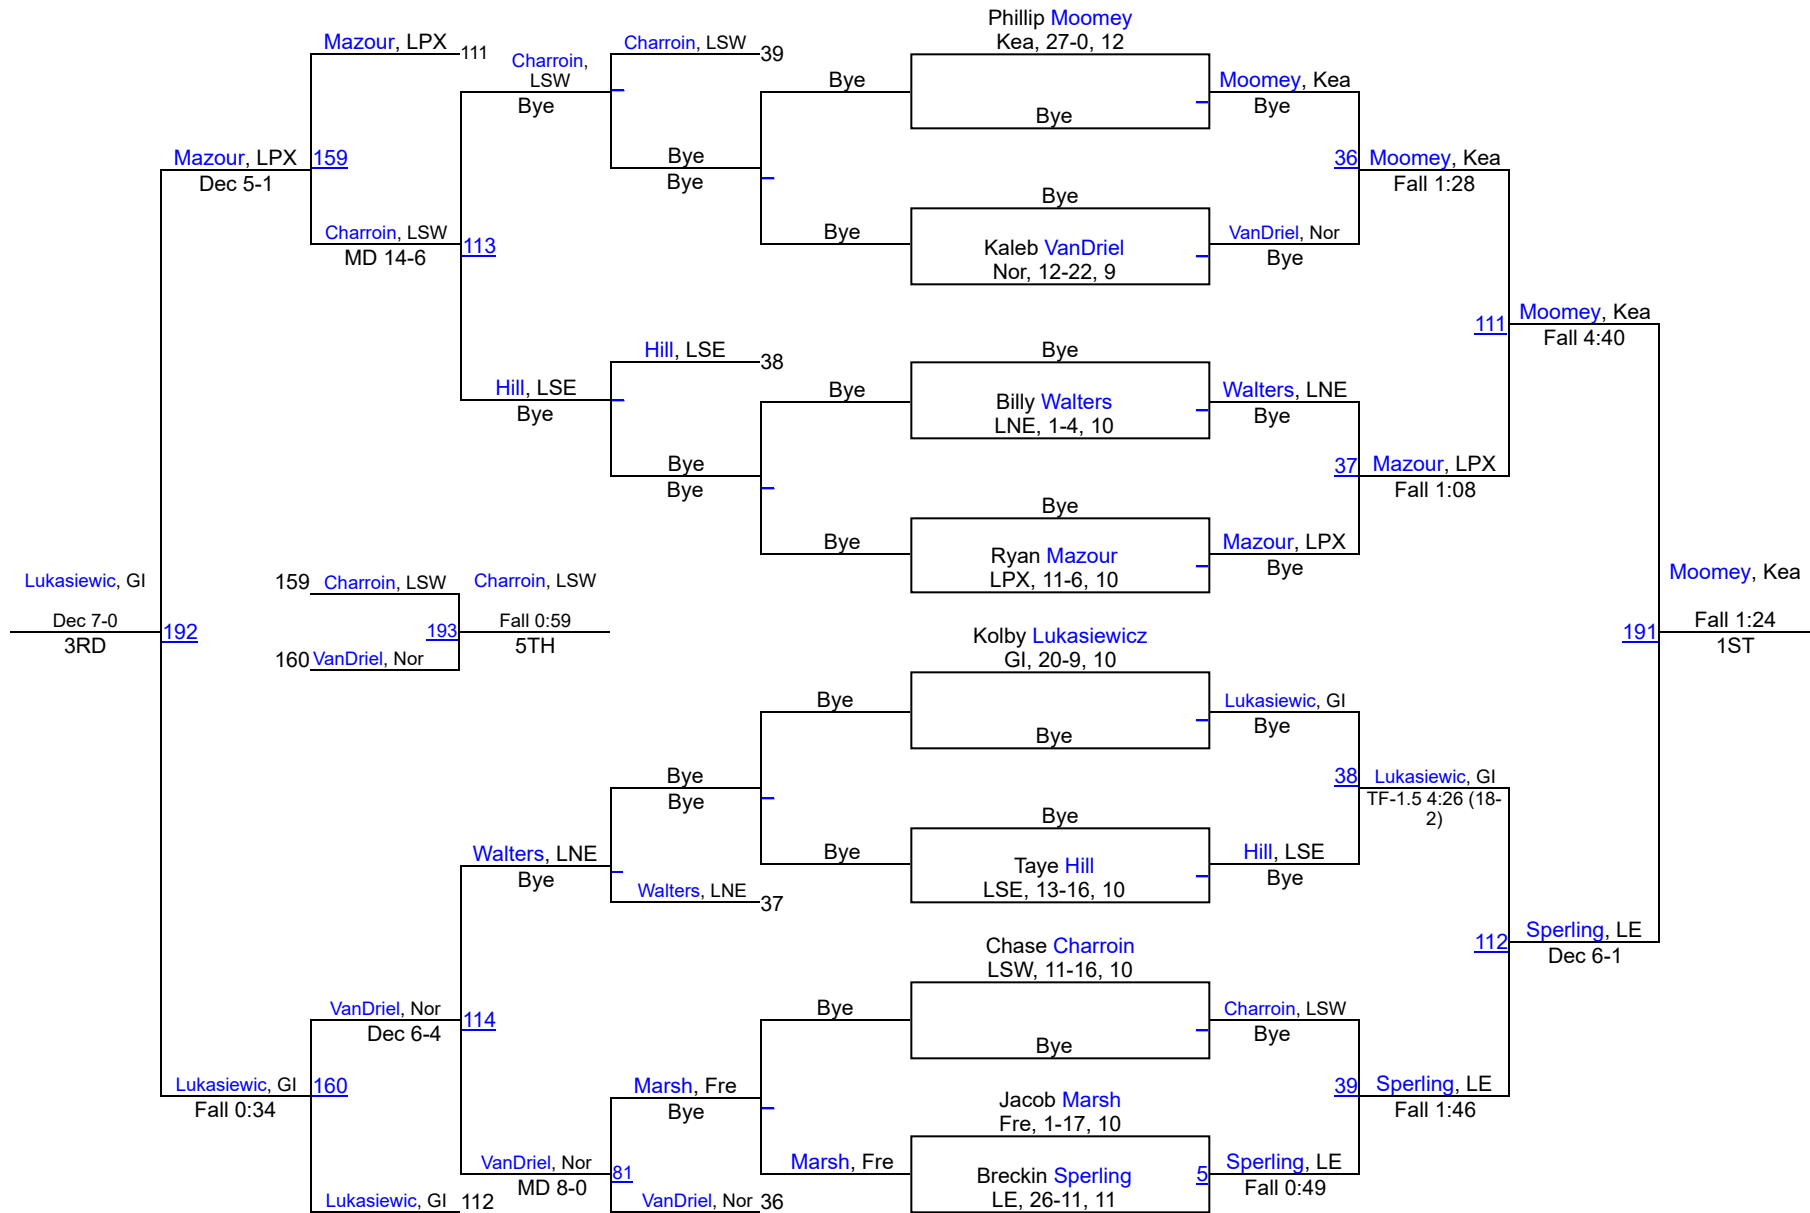 Phillip Moomey
Kea, 27-0, 12
Mazour, LPX
111
Charroin, LSW
39
Charroin,
LSW
Bye
Bye
Bye
Moomey, Kea
Bye
Bye
Bye
Mazour, LPX
159
Dec 5-1
36
Moomey, Kea
Fall 1:28
Bye
Charroin, LSW
113
MD 14-6
Bye
Kaleb VanDriel
Nor, 12-22, 9
VanDriel, Nor
Bye
Moomey, Kea
111
Fall 4:40
Hill, LSE
38
Bye
Hill, LSE
Bye
Bye
Billy Walters
LNE, 1-4, 10
Walters, LNE
Bye
Bye
Bye
37
Mazour, LPX
Fall 1:08
Bye
Bye
Ryan Mazour
LPX, 11-6, 10
Mazour, LPX
Bye
Lukasiewic, GI
159
Charroin, LSW
Charroin, LSW
Moomey, Kea
Dec 7-0
192
3RD
193
Fall 0:59
5TH
160
VanDriel, Nor
191
Fall 1:24
1ST
Kolby Lukasiewicz
GI, 20-9, 10
Bye
Bye
Lukasiewic, GI
Bye
Bye
Bye
38
Lukasiewic, GI
TF-1.5 4:26 (18-
2)
Bye
Walters, LNE
Bye
Bye
Taye Hill
LSE, 13-16, 10
Hill, LSE
Bye
Walters, LNE
37
Sperling, LE
112
Dec 6-1
Chase Charroin
LSW, 11-16, 10
VanDriel, Nor
114
Dec 6-4
Bye
Bye
Charroin, LSW
Bye
Lukasiewic, GI
160
Fall 0:34
Marsh, Fre
Bye
39
Sperling, LE
Fall 1:46
Jacob Marsh
Fre, 1-17, 10
VanDriel, Nor
81
MD 8-0
Marsh, Fre
Breckin Sperling
LE, 26-11, 11
5
Sperling, LE
Fall 0:49
Lukasiewic, GI
112
VanDriel, Nor
36